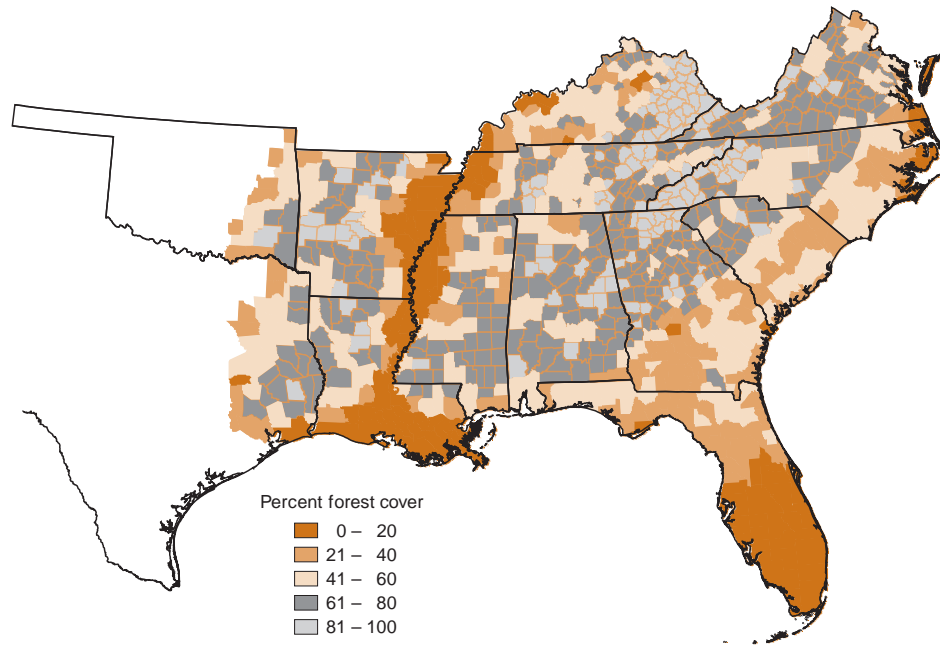 Percent forest cover
0 – 20
21 – 40
41 – 60
61 – 80
81 – 100